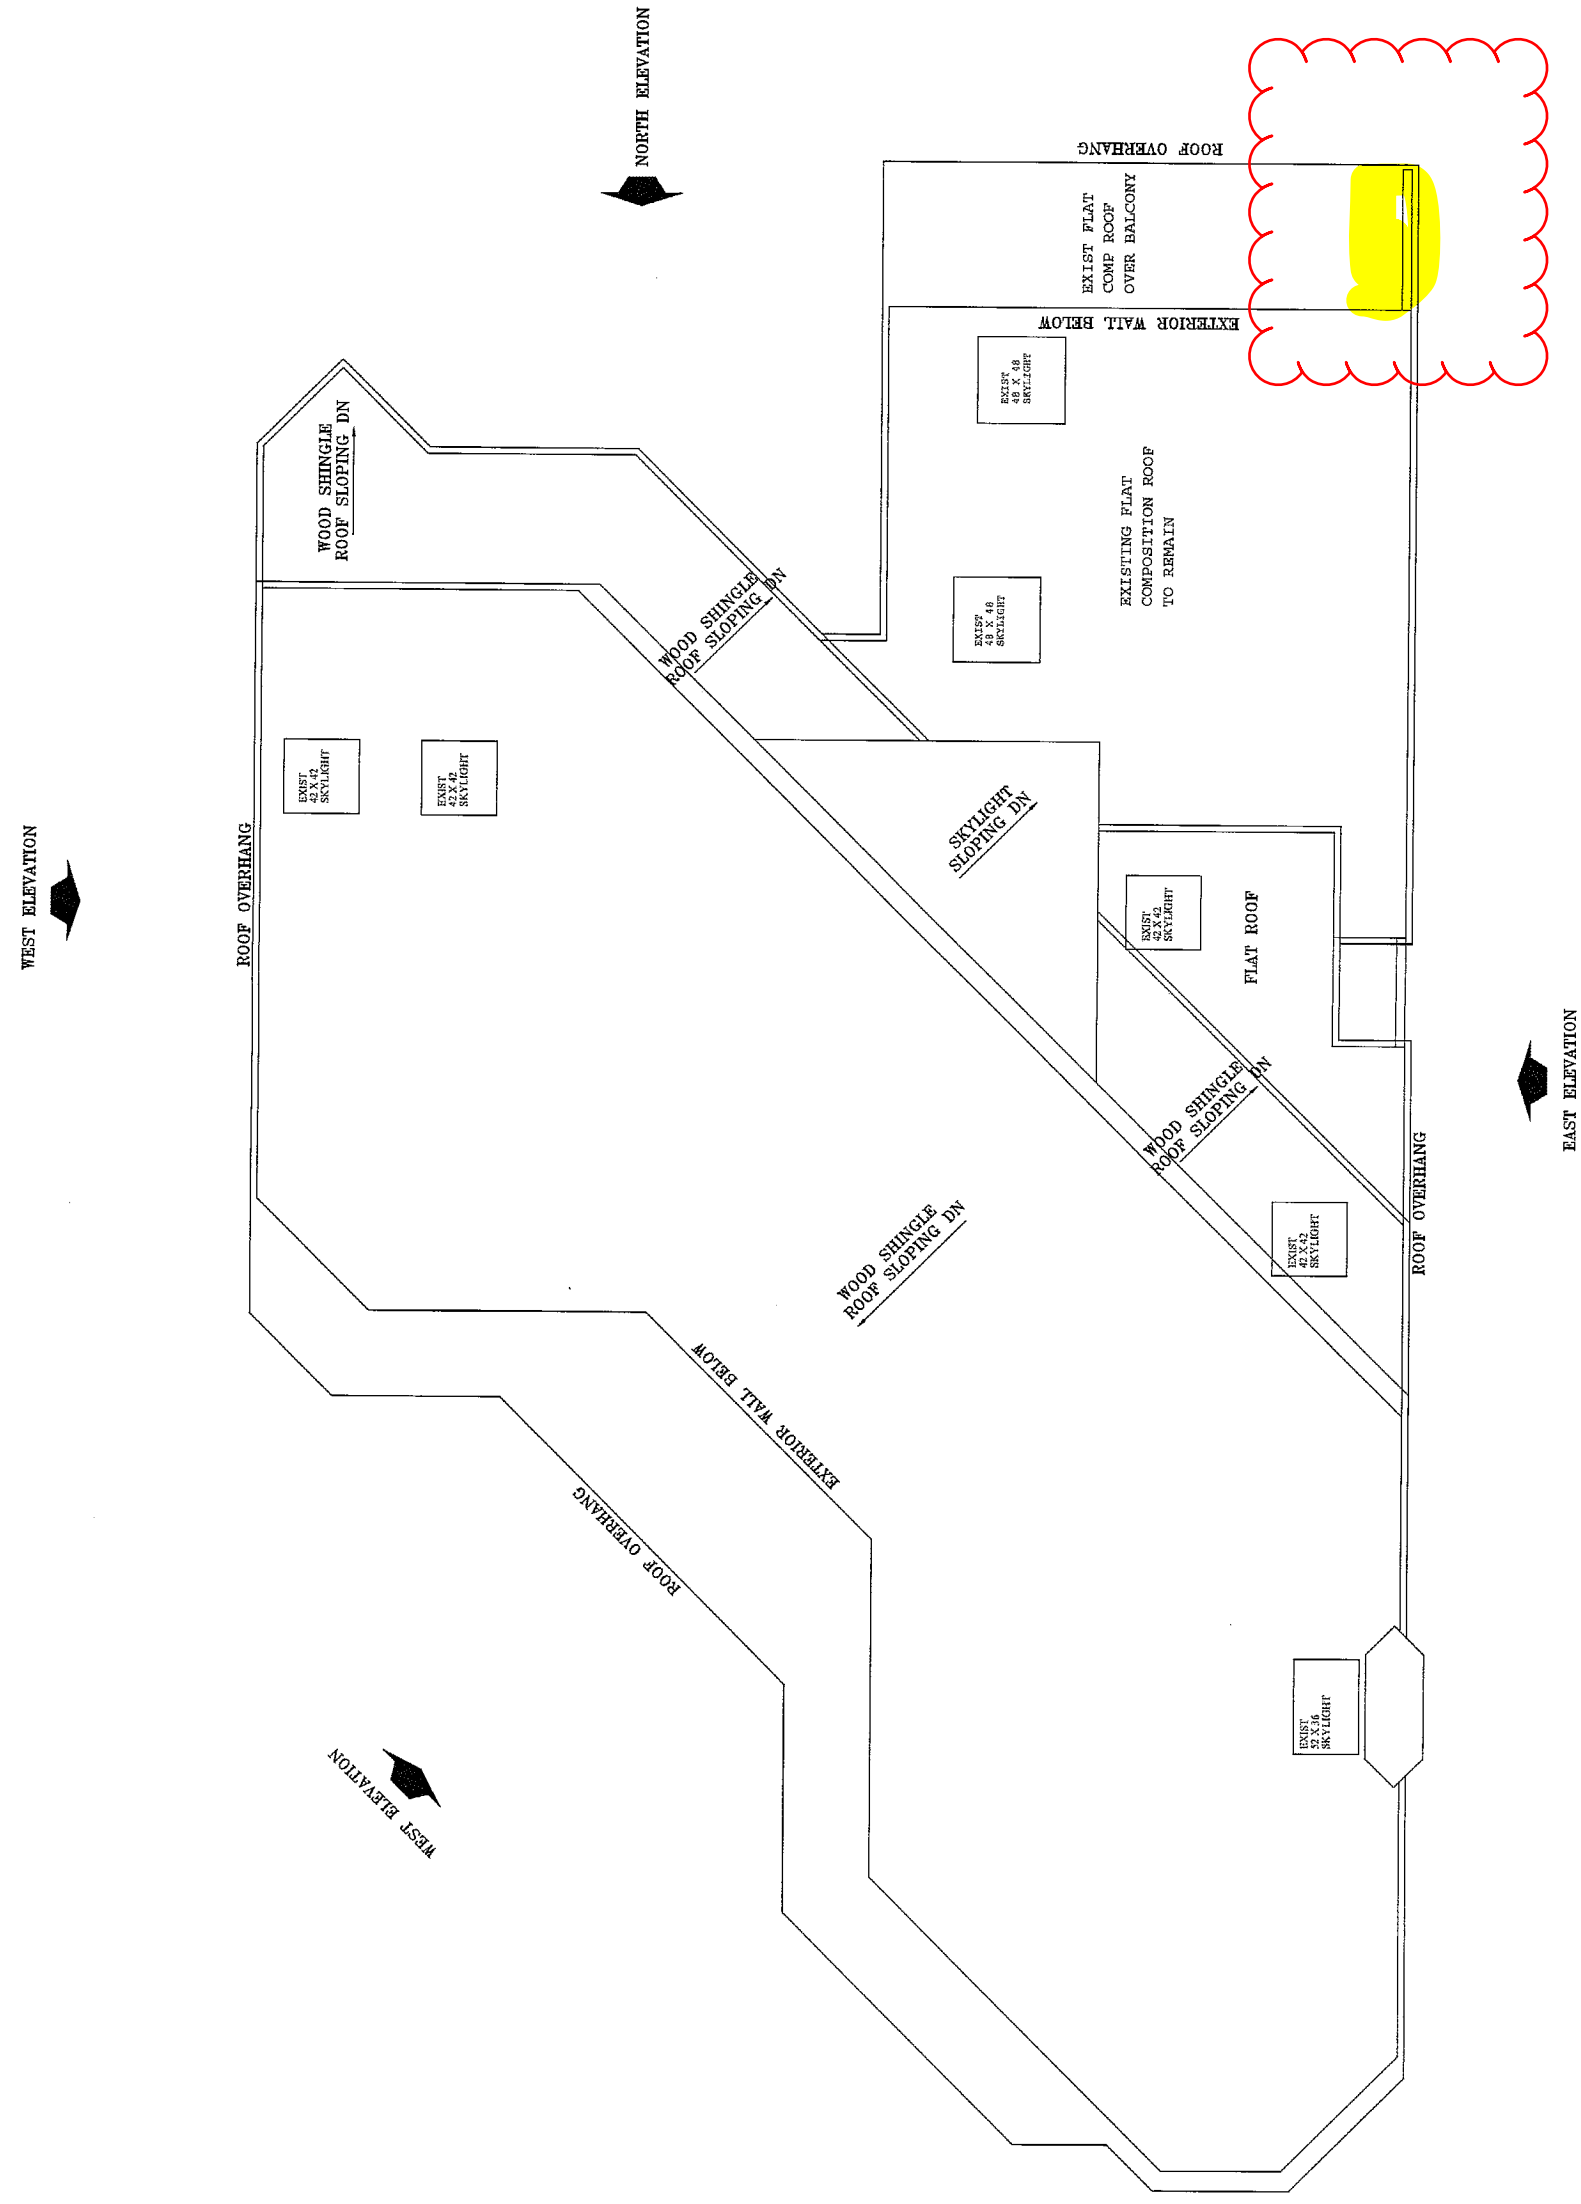 NORTH ELEVATION
ROOF OVERHANG
EXIST FLAT
COMP ROOF
OVER BALCONY
EXTERIOR WALL BELOW
EXIST
48 X 48
SKYLIGHT
WOOD SHINGLE
ROOF SLOPING DN
EXISTING FLAT
COMPOSITION ROOF
TO REMAIN
EXIST
48 X 48
SKYLIGHT
WOOD SHINGLE
ROOF SLOPING DN
EXIST
42 X 42
SKYLIGHT
EXIST
42 X 42
SKYLIGHT
SKYLIGHT
SLOPING DN
WEST ELEVATION
ROOF OVERHANG
EXIST
42 X 42
SKYLIGHT
FLAT ROOF
EAST ELEVATION
WOOD SHINGLE
ROOF SLOPING DN
ROOF OVERHANG
EXIST
42 X 42
SKYLIGHT
WOOD SHINGLE
ROOF SLOPING DN
EXTERIOR WALL BELOW
ROOF OVERHANG
EXIST
52 X 36
SKYLIGHT
WEST ELEVATION